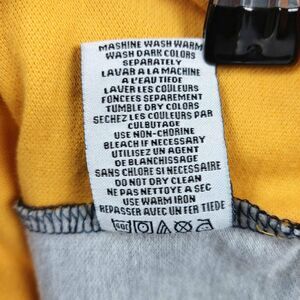 MASHINE WASH WARM
WASH DARK COLORS
SEPARATELY
LAVAR A LA MACHINE
A L'EAU TIEDE
LAVER LES COULEURS
FONCEES SEPAREMENT
TUMBLE DRY COLORS
SECHEZ LES COULEURS PAR
CULBUTAGE
USE NON-CHORINE
BLEACH IF NECESSARY
UTILISEZ UN AGENT
DE BLANCHISSAGE
SANS CHLORE SI NECESSAIRE
DO NOT DRY CLEAN
NE PAS NETTOYE A SEC
USE WARM IRON
REPASSER AVEC UN FER TIEDE